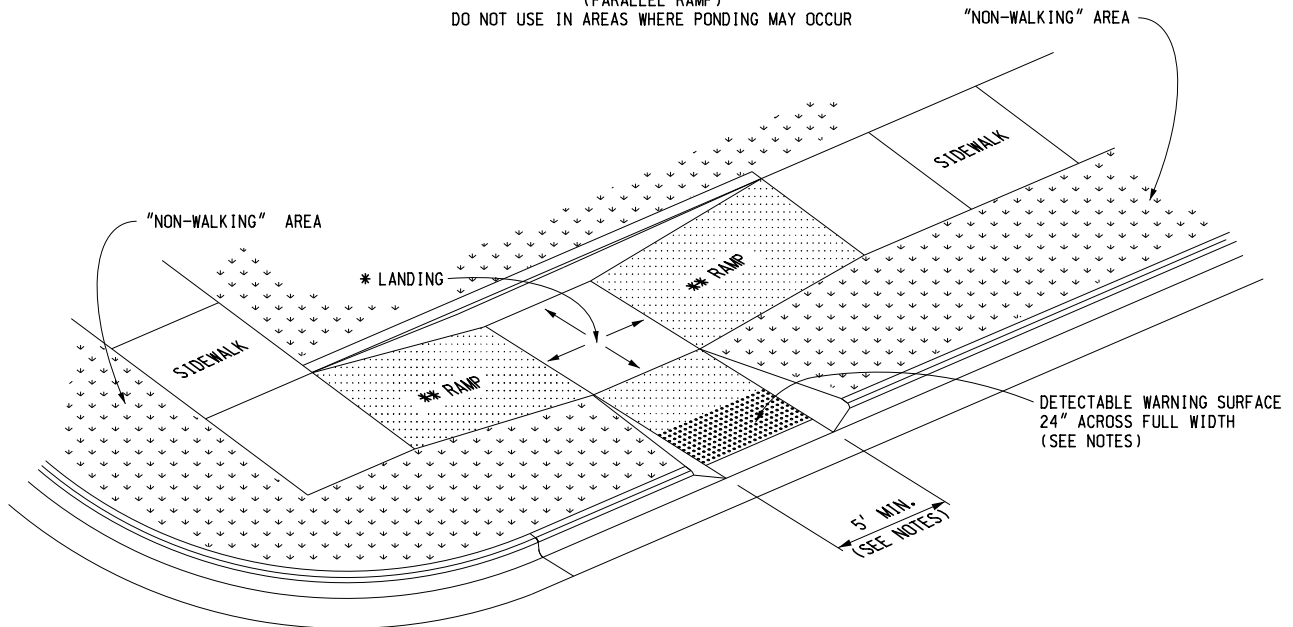 (PARALLEL RAMP)
DO NOT USE IN AREAS WHERE PONDING MAY OCCUR
"NON-WALKING" AREA
SIDEWALK
"NON-WALKING" AREA
* LANDING
** RAMP
SIDEWALK
** RAMP
DETECTABLE WARNING SURFACE
24" ACROSS FULL WIDTH
(SEE NOTES)
5' MIN.
(SEE NOTES)